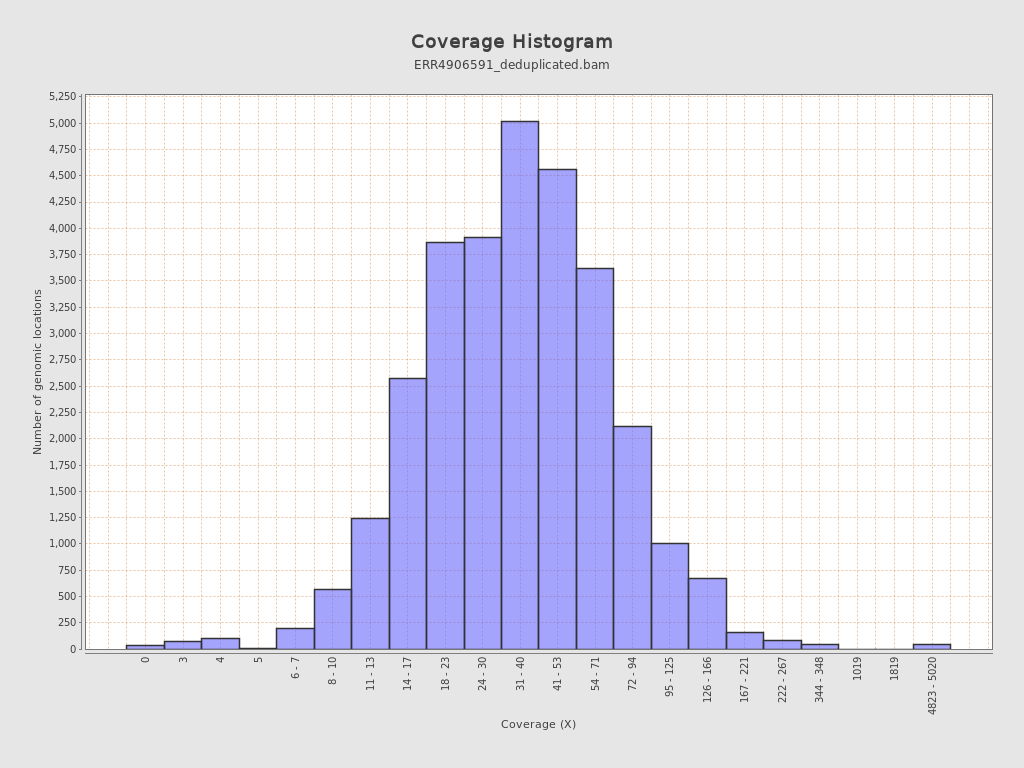 Coverage Histogram
ERR4906591_deduplicated.bam
Number of genomic locations
5,250
5,000
4,750
4,500
4,250
4,000
3,750
3,500
3,250
3,000
2,750
2,500
2,250
2,000
1,750
1,500
1,250
1,000
750
500
250
0
0
3
4
5
6 - 7
8 - 10
11 - 13
14 - 17
18 - 23
24 - 30
31 - 40
41 - 53
54 - 71
72 - 94
95 - 125
126 - 166
167 - 221
222 - 267
344 - 348
1019
1819
4823 - 5020
Coverage (X)